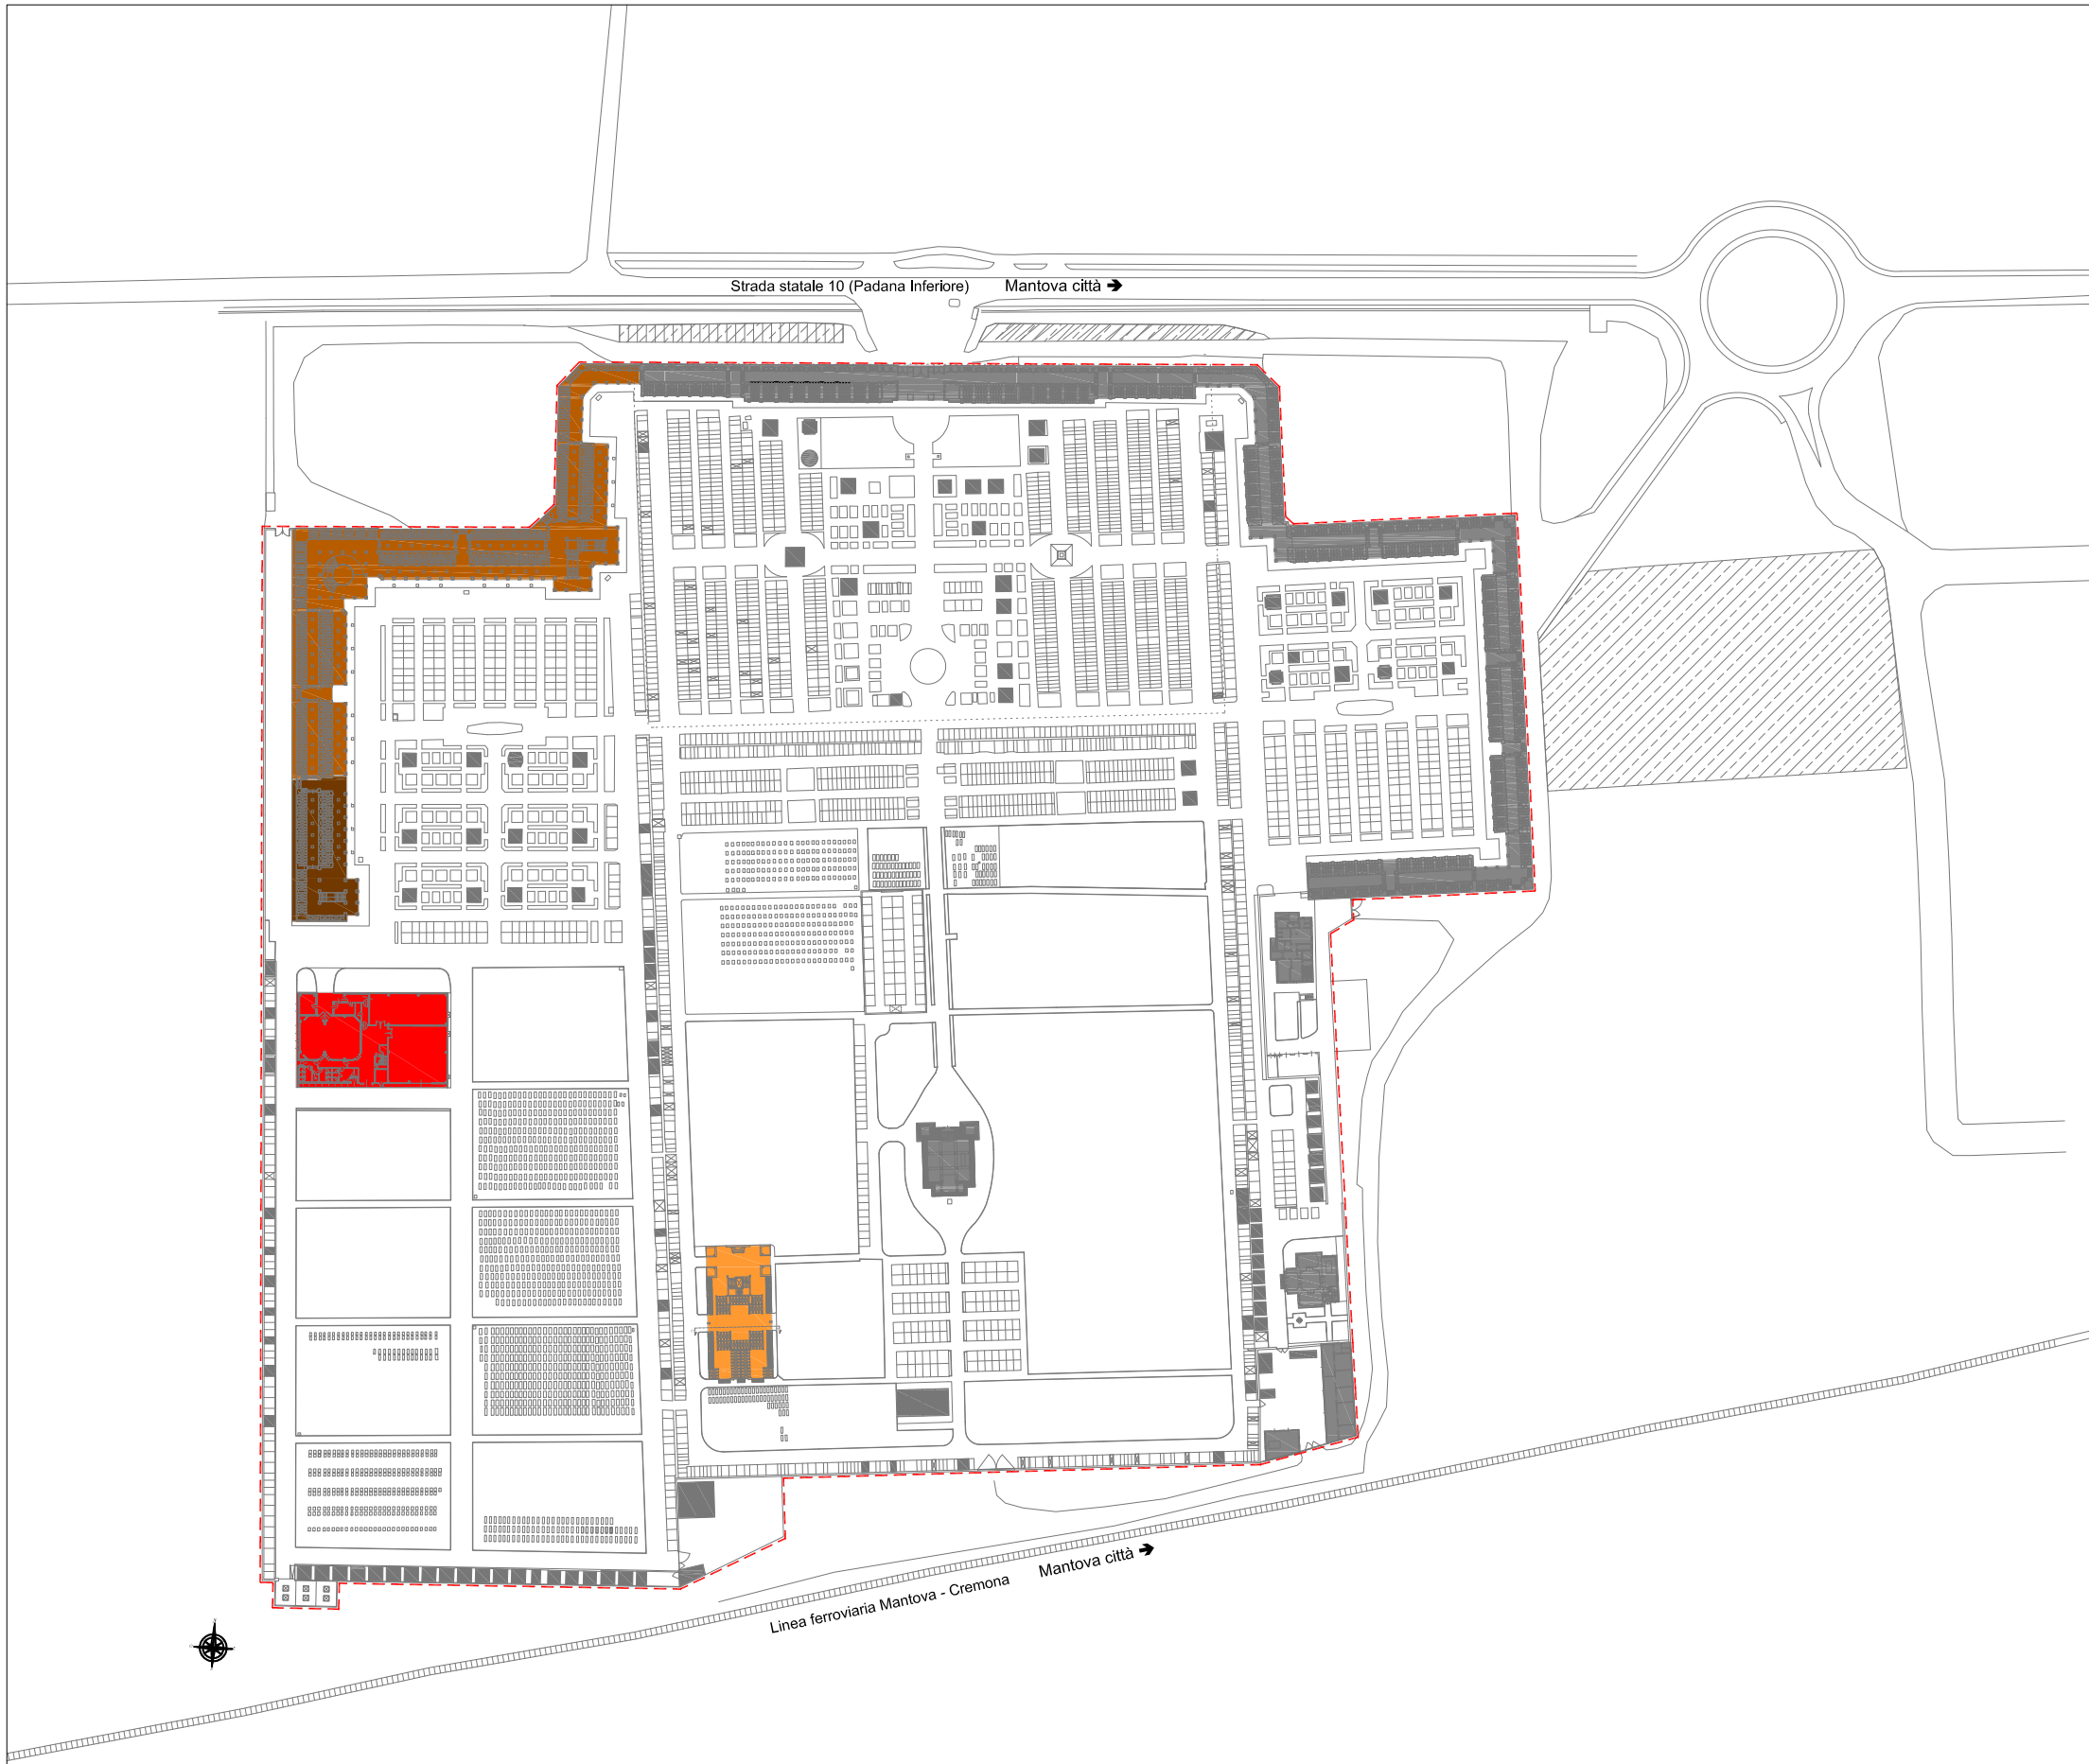 Strada statale 10 (Padana Inferiore) Mantova città ➔
Linea ferroviaria Mantova - Cremona Mantova città ➔